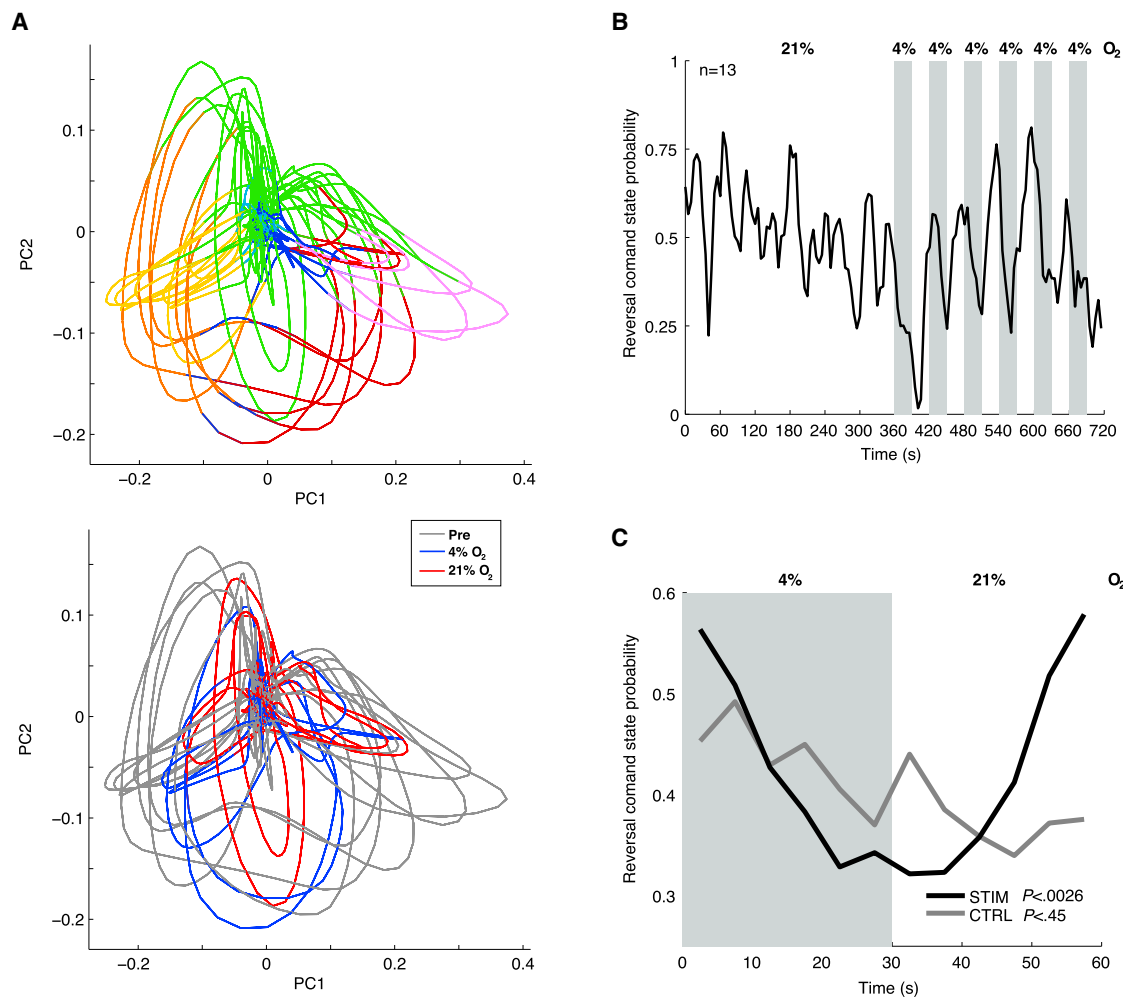 A
0.1
0
−0.1
−0.2
PC2
−0.2
0
0.2
0.4
PC1
Pre
4% O2
21% O2
0.1
0
−0.1
−0.2
PC2
−0.2
0
0.2
0.4
PC1
B
21% 4% 4% 4% 4% 4% 4% O2
n=13
1
0.75
0.5
0.25
0
Reversal comand state probability
0 60 120 180 240 300 360 420 480 540 600 660 720
Time (s)
C
4% 21% O2
0.6
0.5
0.4
0.3
Reversal comand state probability
STIM P<.0026
CTRL P<.45
0 10 20 30 40 50 60
Time (s)